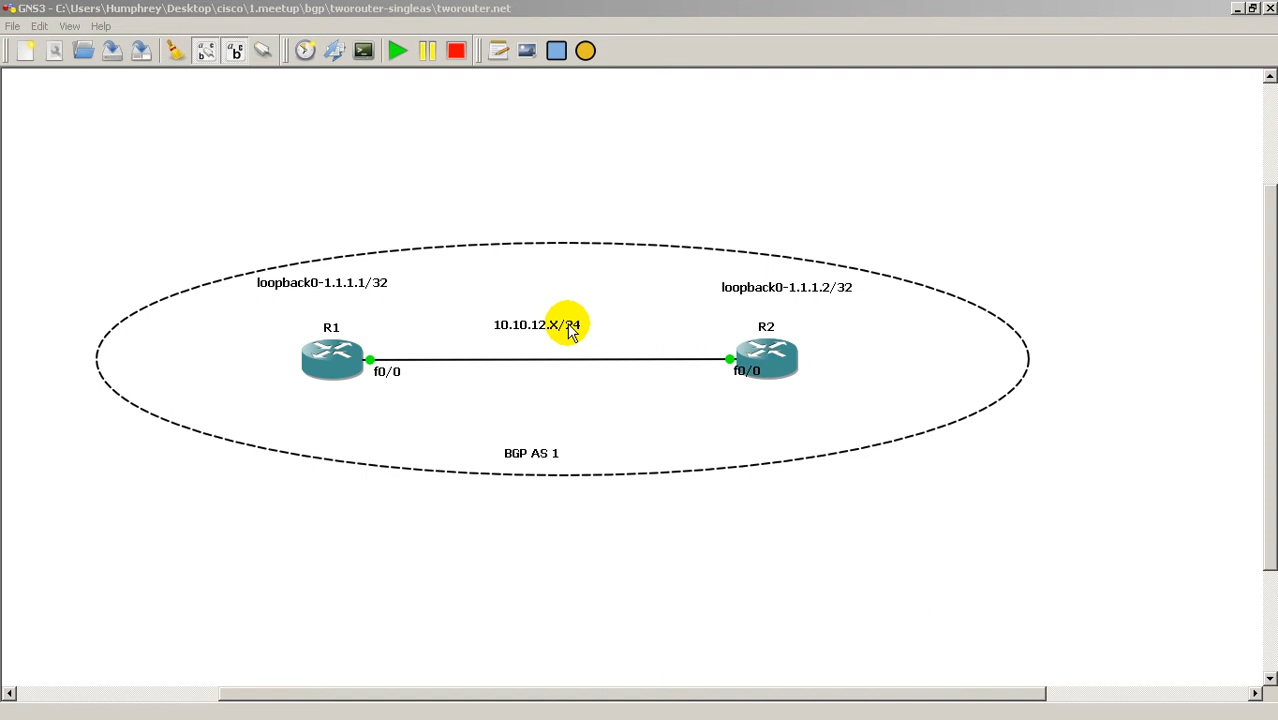 GNS3 - C:\Users\Humphrey\Desktop\cisco\1.meetup\bgp\tworouter-singleas\tworouter.net
File Edit View Help
loopback0-1.1.1.1/32
loopback0-1.1.1.2/32
10.10.12.X/24
R1
R2
f0/0
f0/0
BGP AS 1